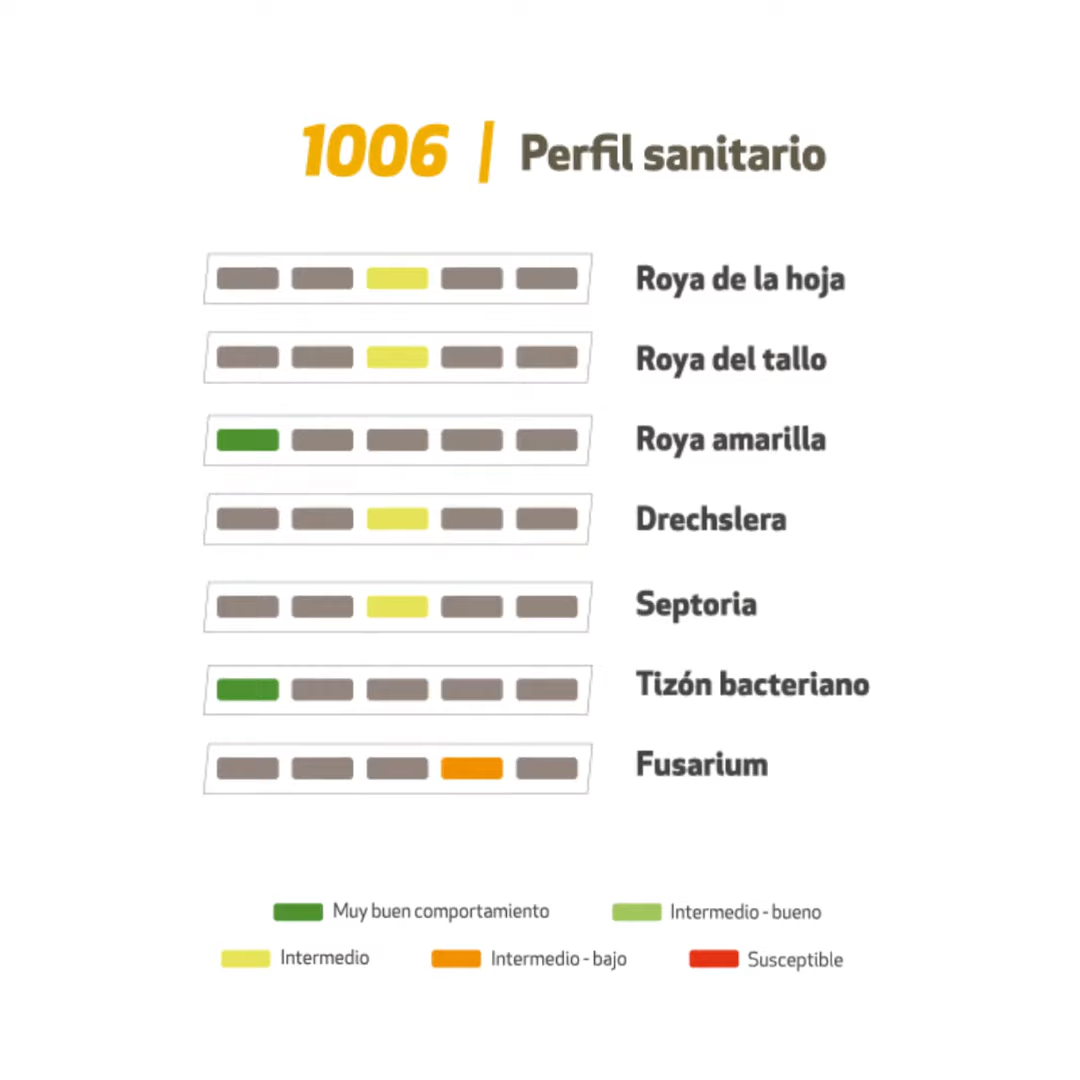 1006 | Perfil sanitario
Roya de la hoja
Roya del tallo
Roya amarilla
Drechslera
Septoria
Tizón bacteriano
Fusarium
Muy buen comportamiento Intermedio - bueno
Intermedio Intermedio - bajo Susceptible